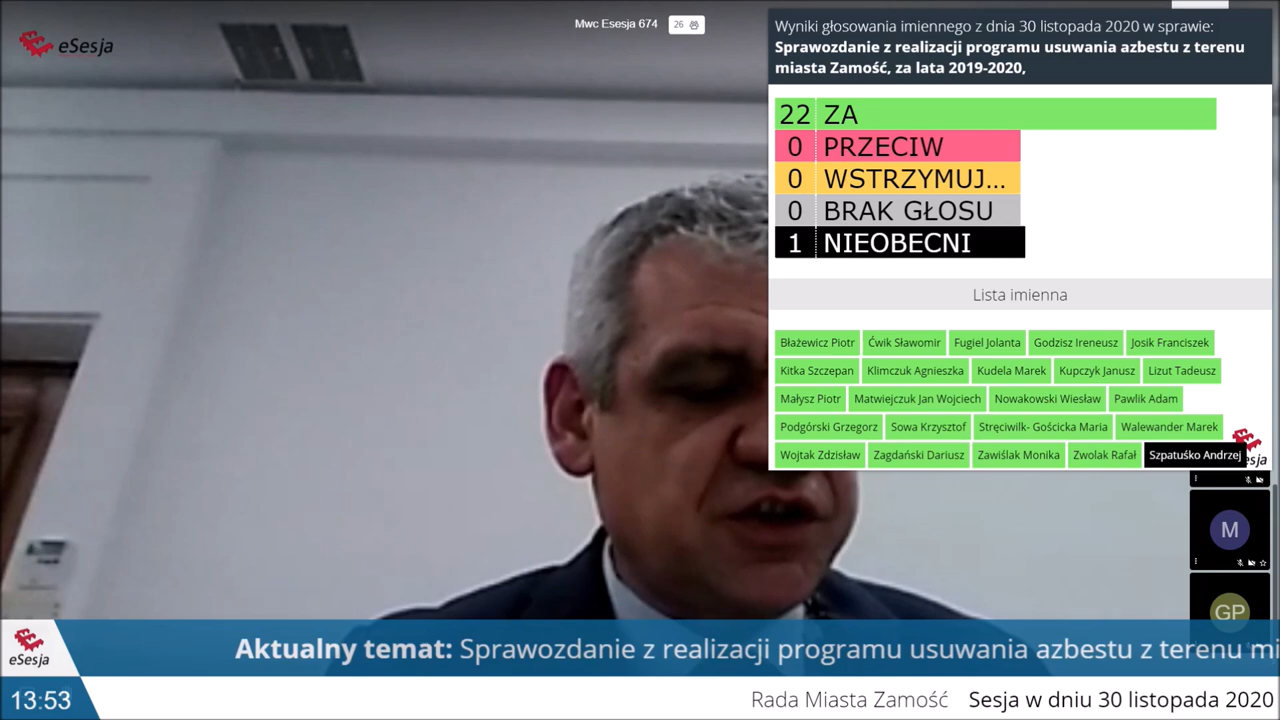 eSesja
Mwc Esesja 674
26
Wyniki głosowania imiennego z dnia 30 listopada 2020 w sprawie:
Sprawozdanie z realizacji programu usuwania azbestu z terenu
miasta Zamość, za lata 2019-2020,
22 ZA
0 PRZECIW
0 WSTRZYMUJ...
0 BRAK GŁOSU
1 NIEOBECNI
Lista imienna
Błażewicz Piotr Ćwik Sławomir Fugiel Jolanta Godzisz Ireneusz Josik Franciszek
Kitka Szczepan Klimczuk Agnieszka Kudela Marek Kupczyk Janusz Lizut Tadeusz
Małysz Piotr Matwiejczuk Jan Wojciech Nowakowski Wiesław Pawlik Adam
Podgórski Grzegorz Sowa Krzysztof Stręciwilk- Gościcka Maria Walewander Marek
Wojtak Zdzisław Zagdański Dariusz Zawiślak Monika Zwolak Rafał Szpatuśko Andrzej
M
GP
eSesja
Aktualny temat: Sprawozdanie z realizacji programu usuwania azbestu z terenu mi
13:53
Rada Miasta Zamość Sesja w dniu 30 listopada 2020